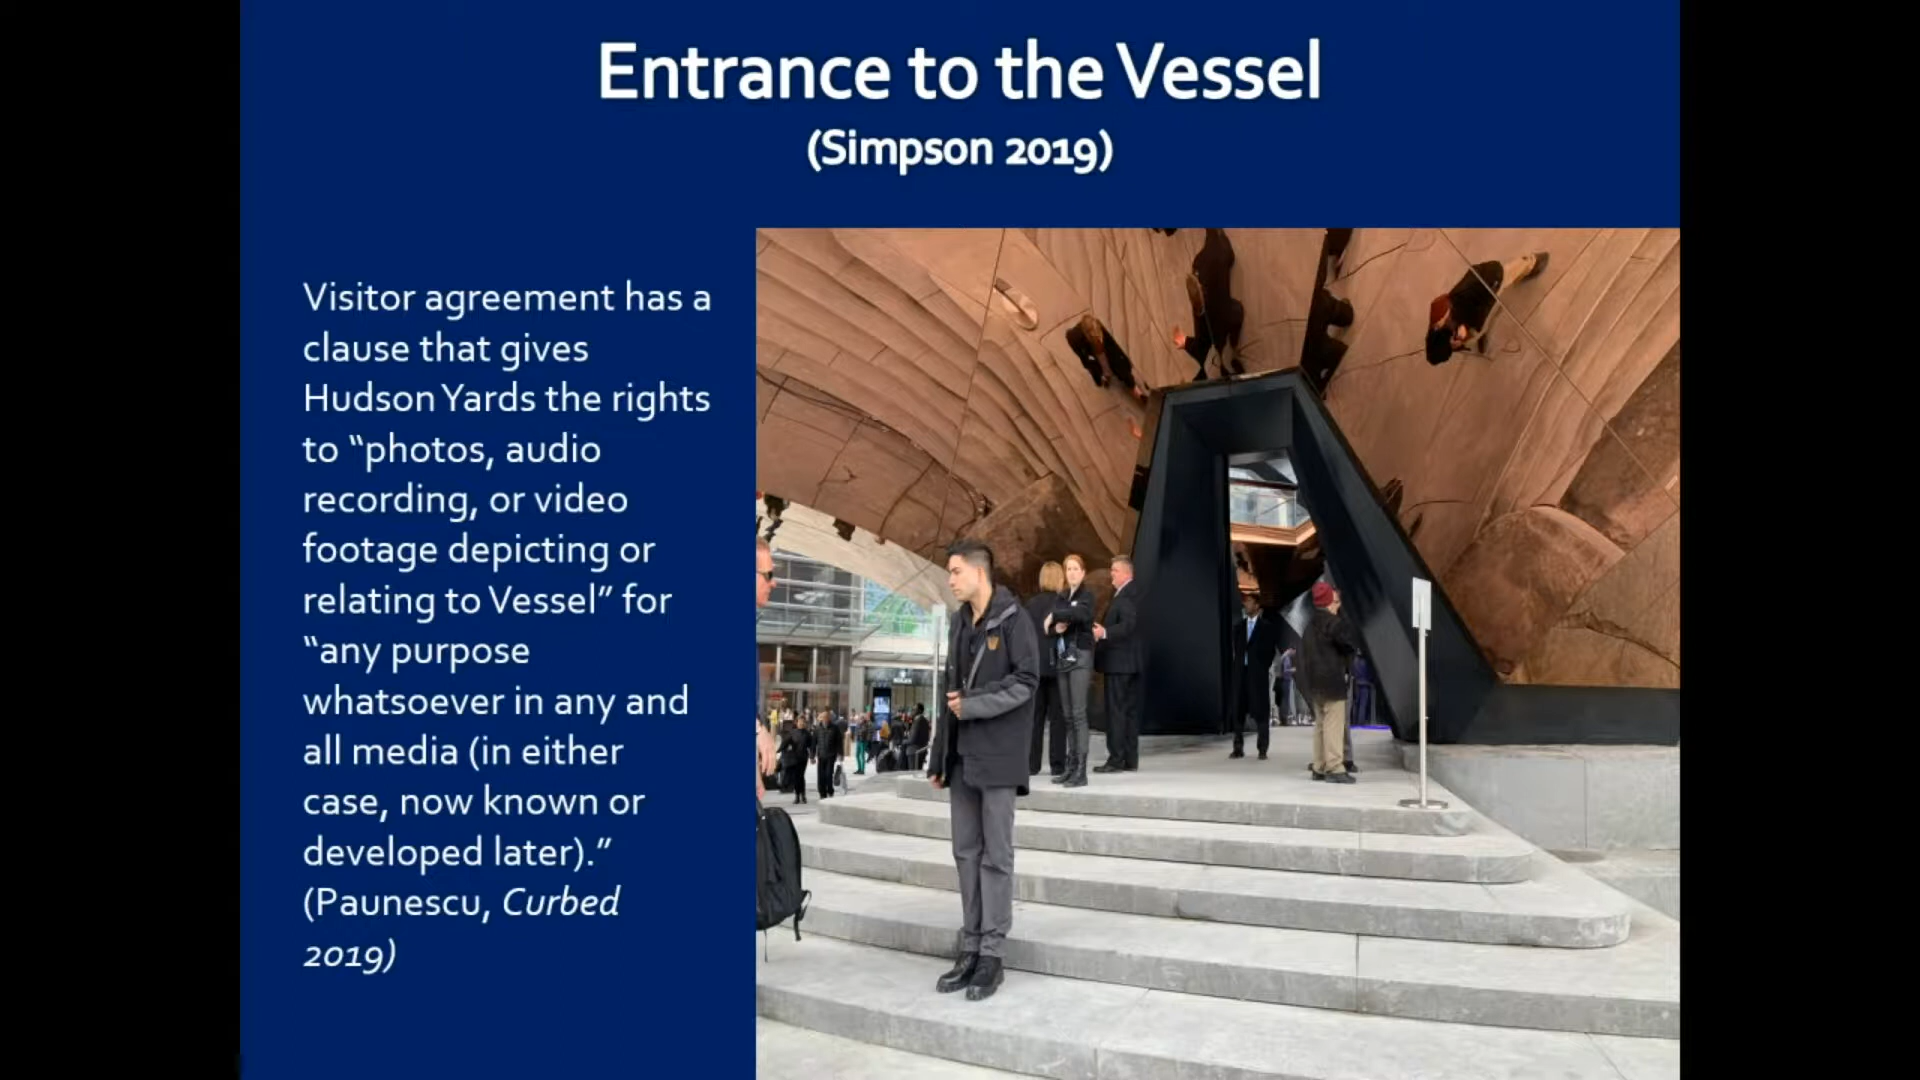 Entrance to the Vessel
(Simpson 2019)
Visitor agreement has a
clause that gives
Hudson Yards the rights
to “photos, audio
recording, or video
footage depicting or
relating to Vessel” for
“any purpose
whatsoever in any and
all media (in either
case, now known or
developed later).”
(Paunescu, Curbed
2019)